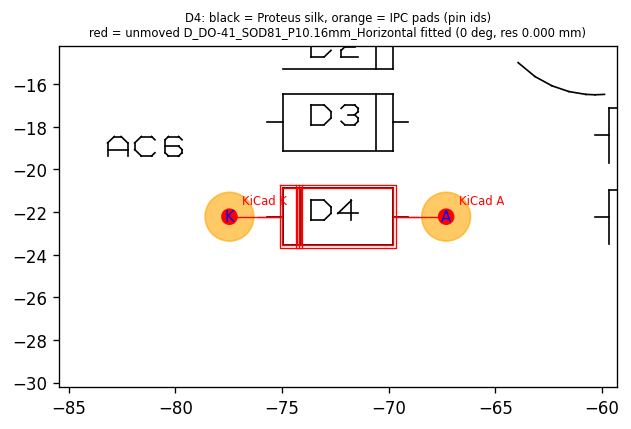 D4: black = Proteus silk, orange = IPC pads (pin ids)
red = unmoved D_DO-41_SOD81_P10.16mm_Horizontal fitted (0 deg, res 0.000 mm)
D2
−16
D3
−18
AC6
−20
KiCad K
KiCad A
D4
K
A
−22
−24
−26
−28
−30
−85
−80
−75
−70
−65
−60